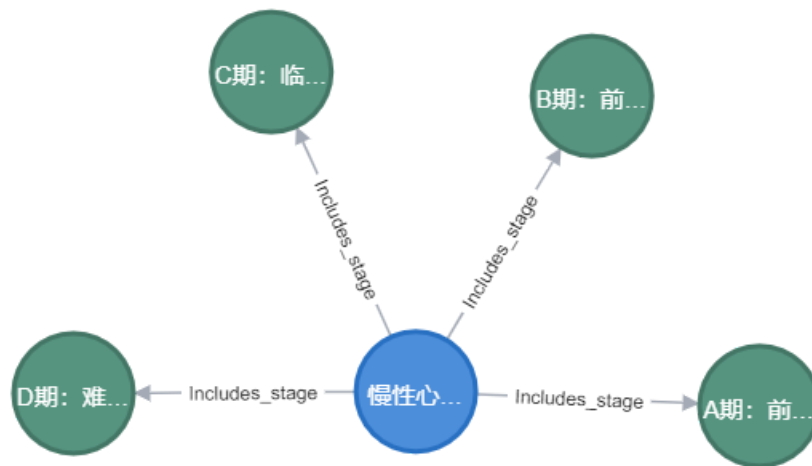 C期：临...
B期：前...
Includes_stage
Includes_stage
D期：难...
Includes_stage
慢性心...
Includes_stage
A期：前...